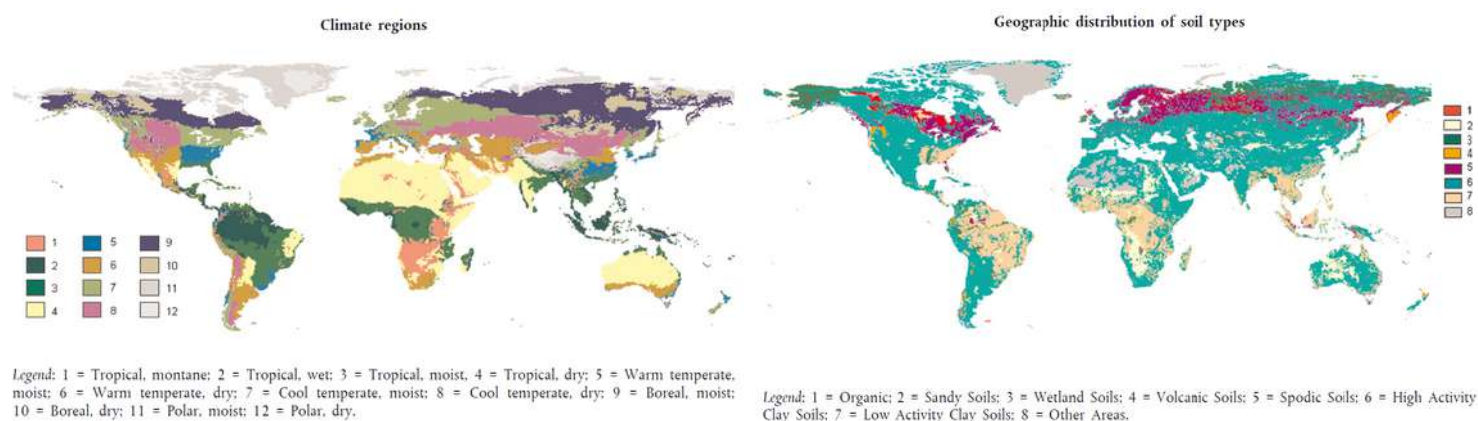 Climate regions
1 5 9
2 6 10
3 7 11
4 8 12
Legend: 1 = Tropical, montane; 2 = Tropical, wet; 3 = Tropical, moist, 4 = Tropical, dry; 5 = Warm temperate,
moist; 6 = Warm temperate, dry; 7 = Cool temperate, moist; 8 = Cool temperate, dry; 9 = Boreal, moist;
10 = Boreal, dry; 11 = Polar, moist; 12 = Polar, dry.
Geographic distribution of soil types
1
2
3
4
5
6
7
8
Legend: 1 = Organic; 2 = Sandy Soils; 3 = Wetland Soils; 4 = Volcanic Soils; 5 = Spodic Soils; 6 = High Activity
Clay Soils; 7 = Low Activity Clay Soils; 8 = Other Areas.